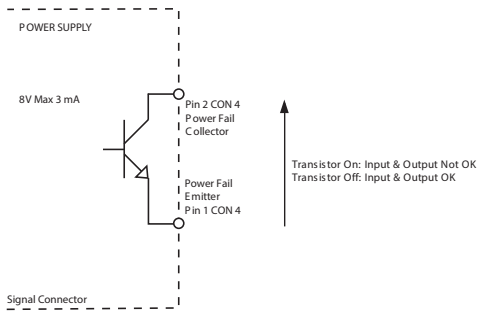 POWER SUPPLY
8V Max 3 mA
Pin 2 CON 4
Power Fail
Collector
Transistor On: Input & Output Not OK
Transistor Off: Input & Output OK
Power Fail
Emitter
Pin 1 CON 4
Signal Connector